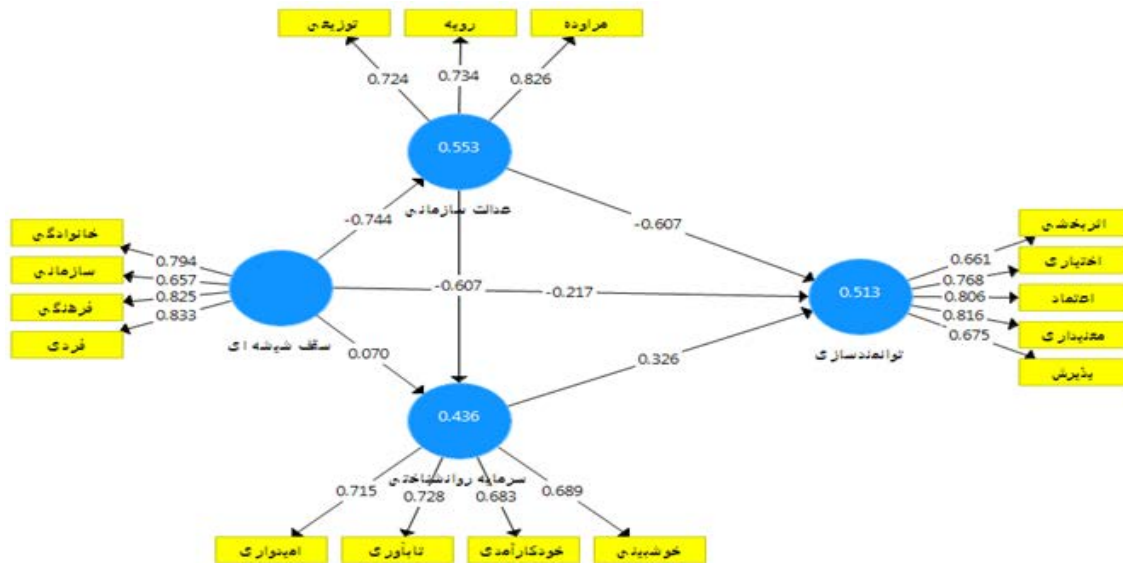 توزیعی
رویه
مراوده
0.724
0.734
0.826
0.553
عدالت سازمانی
-0.744
-0.607
خانوادگی
سازمانی
فرهنگی
فردی
0.794
0.657
0.825
0.833
سقف شیشه ای
-0.607
-0.217
0.070
0.326
0.513
توانمندسازی
0.661
0.768
0.806
0.816
0.675
اثربخشی
اختیاری
اعتماد
معنیداری
پذیرش
0.436
سرمایه روانشناختی
0.715
0.728
0.683
0.689
امیدواری
تابآوری
خودکارآمدی
خوشبینی